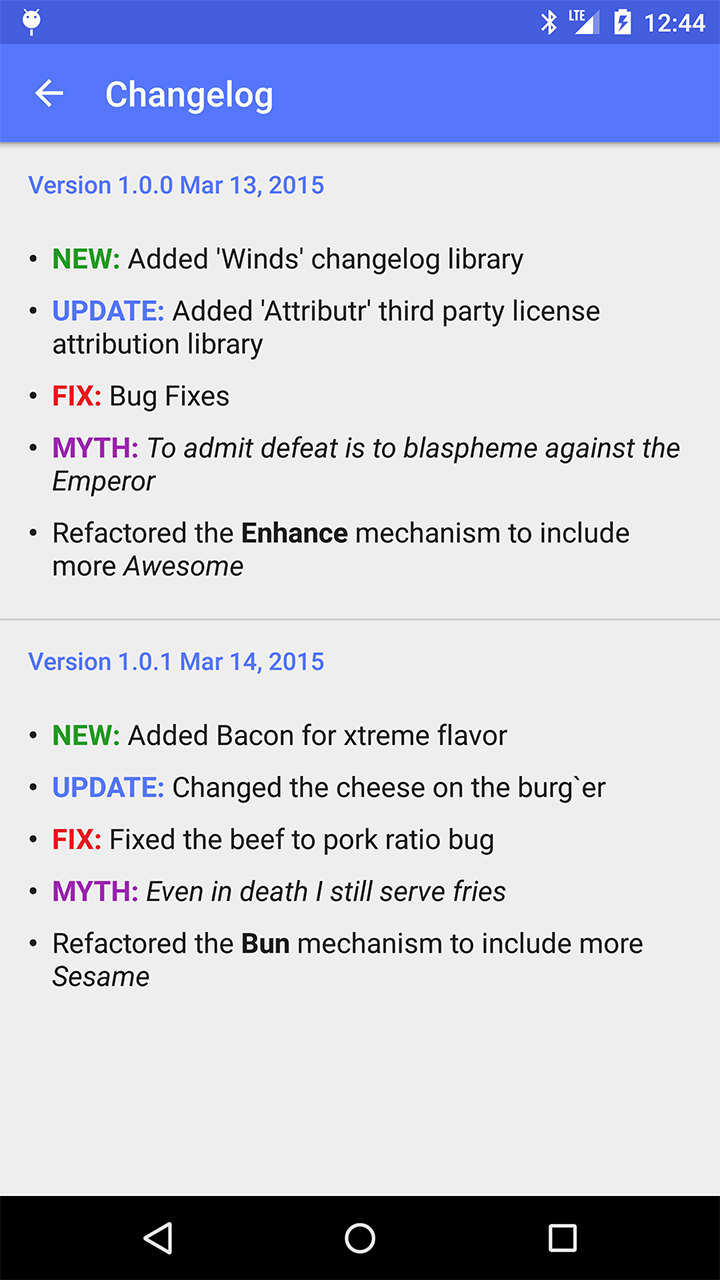 LTE 12:44
Changelog
Version 1.0.0 Mar 13, 2015
• NEW: Added 'Winds' changelog library
• UPDATE: Added 'Attributr' third party license
attribution library
• FIX: Bug Fixes
• MYTH: To admit defeat is to blaspheme against the
Emperor
• Refactored the Enhance mechanism to include
more Awesome
Version 1.0.1 Mar 14, 2015
• NEW: Added Bacon for xtreme flavor
• UPDATE: Changed the cheese on the burg`er
• FIX: Fixed the beef to pork ratio bug
• MYTH: Even in death I still serve fries
• Refactored the Bun mechanism to include more
Sesame